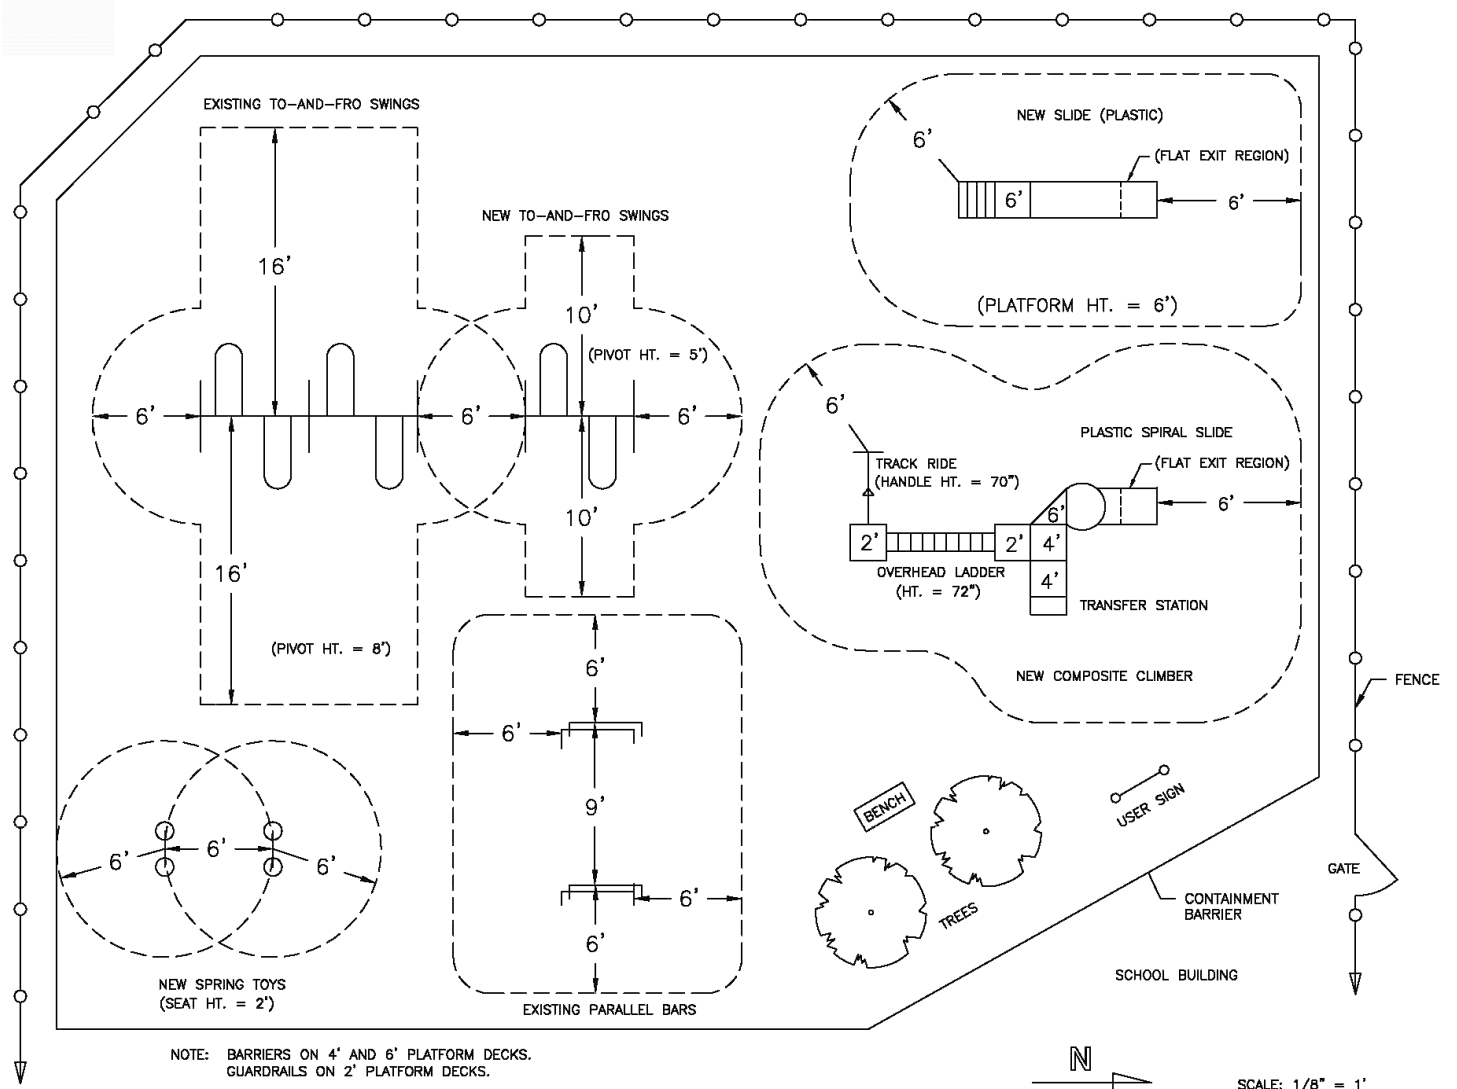 EXISTING TO-AND-FRO SWINGS
16'
6'
16'
(PIVOT HT. = 8')
NEW TO-AND-FRO SWINGS
10'
(PIVOT HT. = 5')
6'
6'
10'
NEW SLIDE (PLASTIC)
6'
(FLAT EXIT REGION)
6'
6'
(PLATFORM HT. = 6')
6'
PLASTIC SPIRAL SLIDE
TRACK RIDE
(HANDLE HT. = 70")
(FLAT EXIT REGION)
6'
6'
2'
2'
4'
4'
OVERHEAD LADDER
(HT. = 72")
TRANSFER STATION
NEW COMPOSITE CLIMBER
FENCE
6'
6'
9'
6'
6'
EXISTING PARALLEL BARS
6'
6'
6'
NEW SPRING TOYS
(SEAT HT. = 2')
BENCH
USER SIGN
TREES
GATE
CONTAINMENT
BARRIER
SCHOOL BUILDING
NOTE: BARRIERS ON 4' AND 6' PLATFORM DECKS.
GUARDRAILS ON 2' PLATFORM DECKS.
N
SCALE: 1/8" = 1'